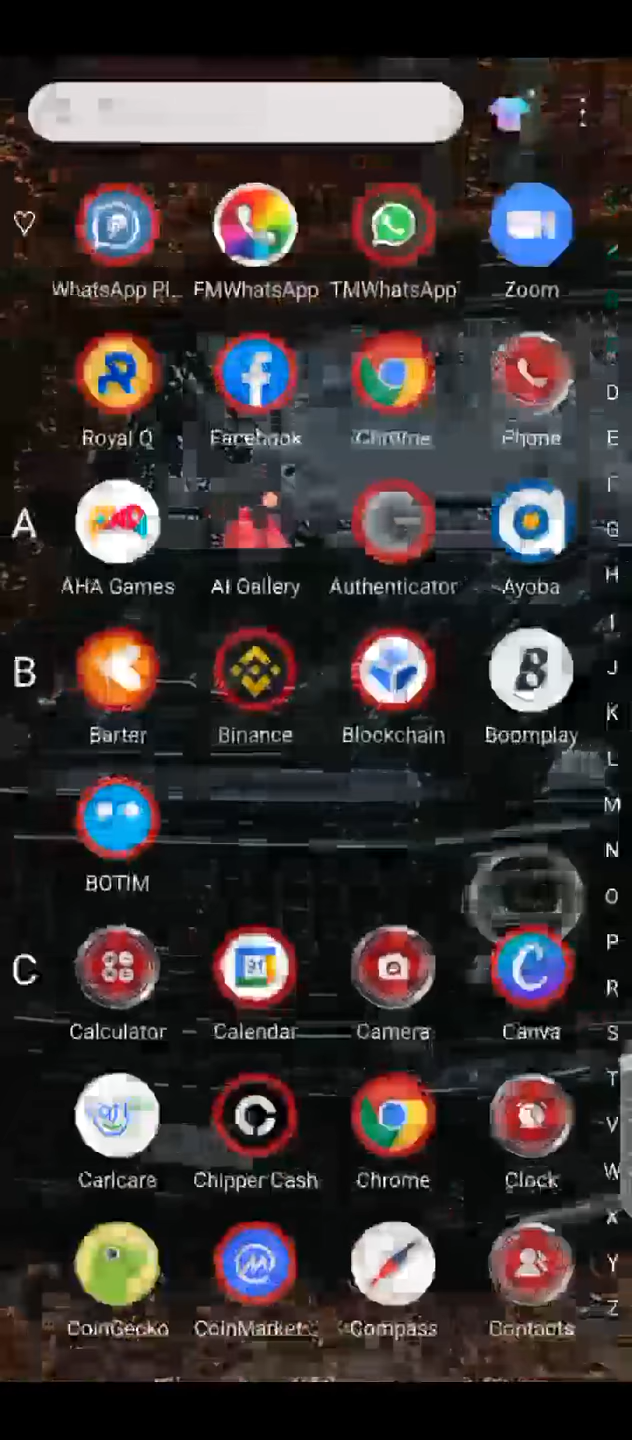 WhatsApp Pl... FMWhatsApp TMWhatsApp Zoom
Royal Q Facebook Chrome Phone
A
AHA Games AI Gallery Authenticator Ayoba
B
Barter Binance Blockchain Boomplay
BOTIM
C
Calculator Calendar Camera Canva
Carlcare Chipper Cash Chrome Clock
CoinGecko CoinMarket... Compass Contacts
D
E
F
G
H
I
J
K
L
M
N
O
P
R
S
T
V
W
X
Y
Z